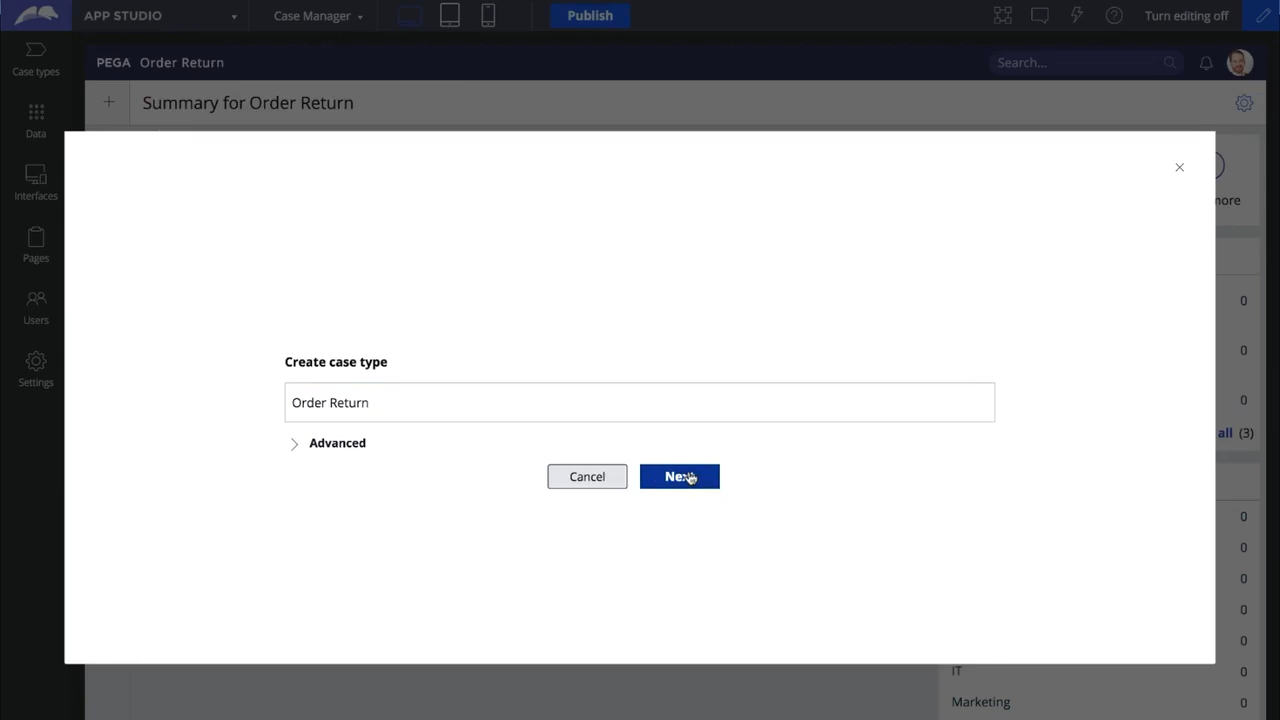 APP STUDIO
Case Manager
Publish
Turn editing off
Case types
Data
Interfaces
Pages
Users
Settings
PEGA Order Return
Search...
Summary for Order Return
more
0
0
0
all (3)
Create case type
Order Return
Advanced
Cancel
Next
0
0
0
0
0
IT 0
Marketing 0